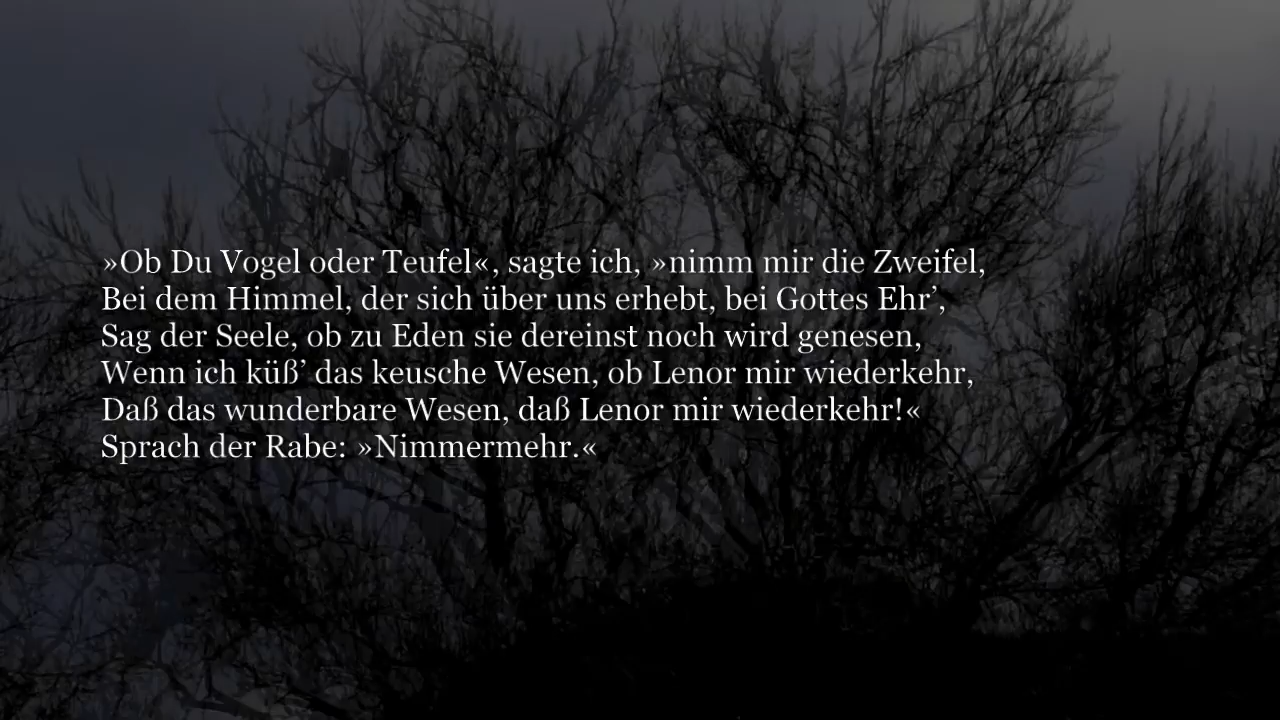 »Ob Du Vogel oder Teufel«, sagte ich, »nimm mir die Zweifel,
Bei dem Himmel, der sich über uns erhebt, bei Gottes Ehr’,
Sag der Seele, ob zu Eden sie dereinst noch wird genesen,
Wenn ich küß’ das keusche Wesen, ob Lenor mir wiederkehr,
Daß das wunderbare Wesen, daß Lenor mir wiederkehr!«
Sprach der Rabe: »Nimmermehr.«